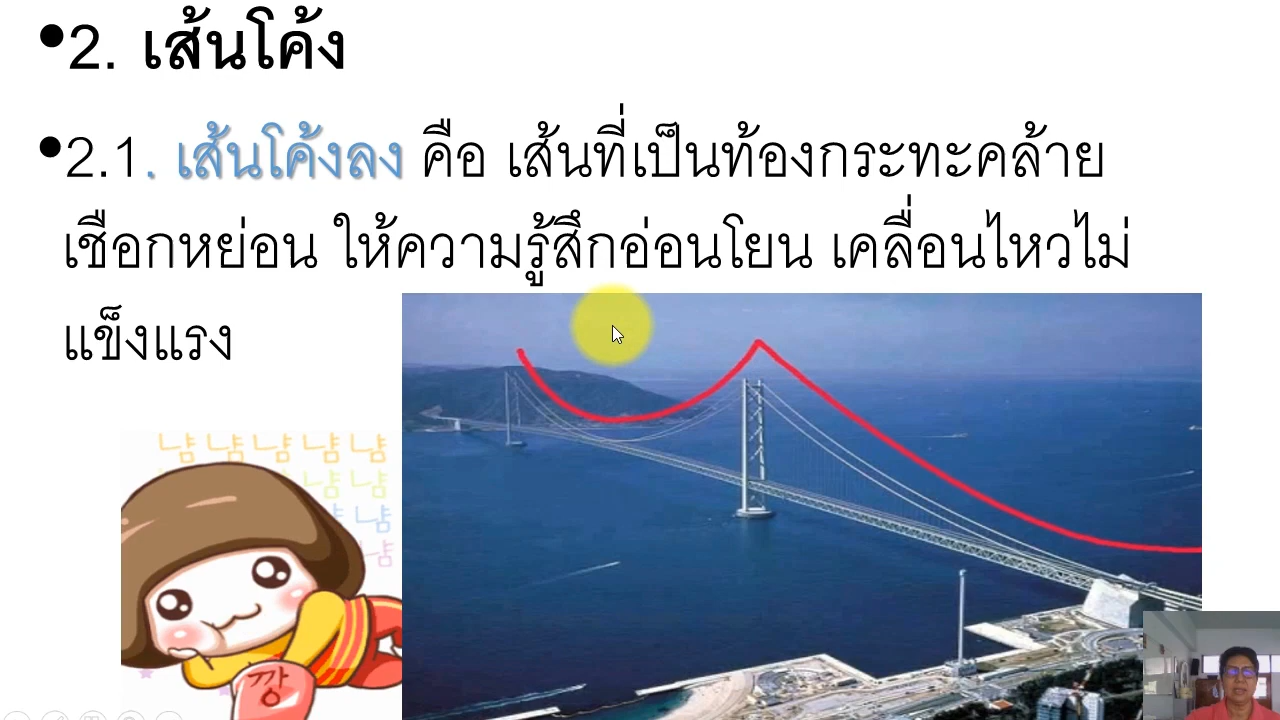 •2. เส้นโค้ง
•2.1. เส้นโค้งลง คือ เส้นที่เป็นท้องกระทะคล้าย
เชือกหย่อน ให้ความรู้สึกอ่อนโยน เคลื่อนไหวไม่
แข็งแรง
냠 냠 냠 냠 냠
냠 냠
냠
냠
깡